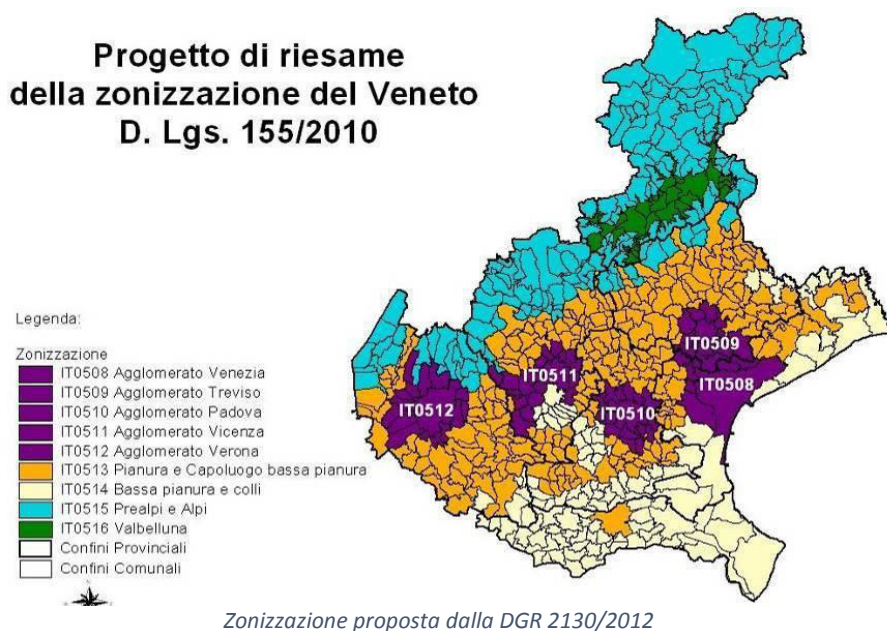 Progetto di riesame
della zonizzazione del Veneto
D. Lgs. 155/2010
Legenda:
Zonizzazione
IT0508 Agglomerato Venezia
IT0509 Agglomerato Treviso
IT0510 Agglomerato Padova
IT0511 Agglomerato Vicenza
IT0512 Agglomerato Verona
IT0513 Pianura e Capoluogo bassa pianura
IT0514 Bassa pianura e colli
IT0515 Prealpi e Alpi
IT0516 Valbelluna
Confini Provinciali
Confini Comunali
IT0509
IT0511
IT0508
IT0512
IT0510
Zonizzazione proposta dalla DGR 2130/2012